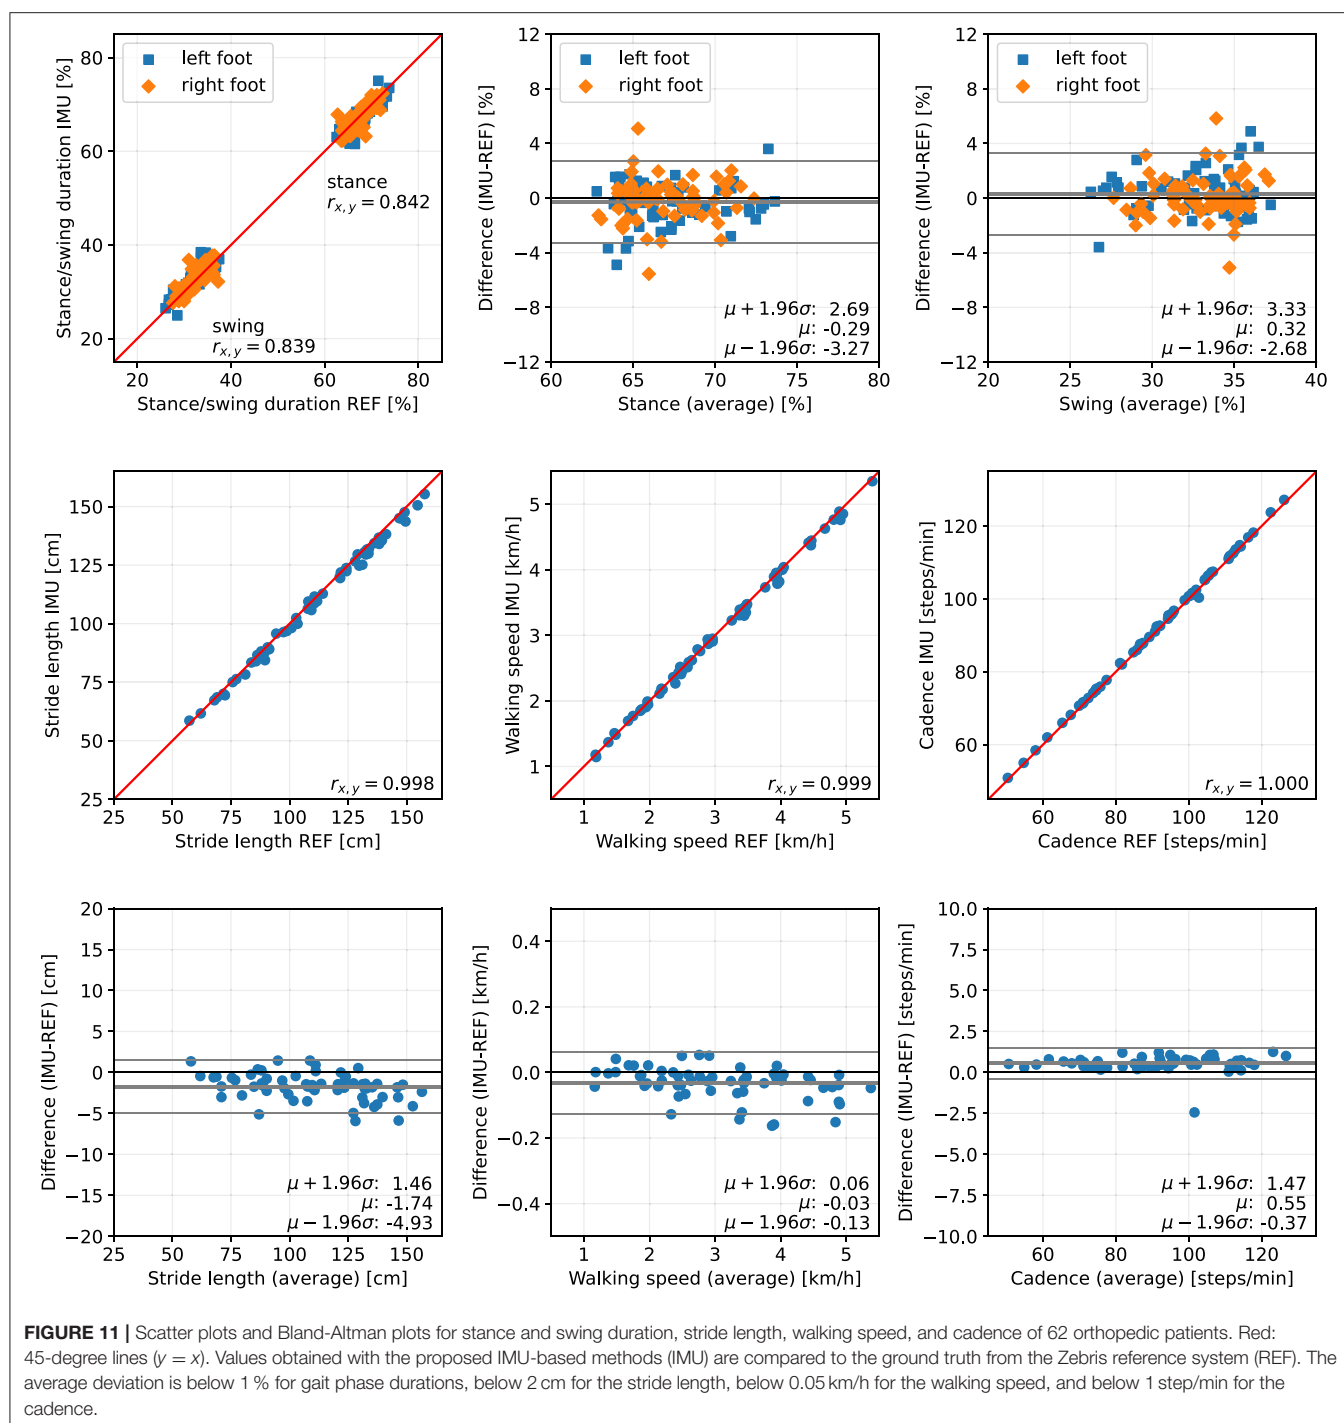 left foot
right foot
stance
r_{x,y} = 0.842
swing
r_{x,y} = 0.839
80
60
40
20
20 40 60 80
Stance/swing duration IMU [%]
Stance/swing duration REF [%]
left foot
right foot
12
8
4
0
−4
−8
−12
60 65 70 75 80
Difference (IMU-REF) [%]
Stance (average) [%]
μ + 1.96σ: 2.69
μ: -0.29
μ − 1.96σ: -3.27
left foot
right foot
12
8
4
0
−4
−8
−12
20 25 30 35 40
Difference (IMU-REF) [%]
Swing (average) [%]
μ + 1.96σ: 3.33
μ: 0.32
μ − 1.96σ: -2.68
150
125
100
75
50
25
25 50 75 100 125 150
Stride length IMU [cm]
Stride length REF [cm]
r_{x,y} = 0.998
5
4
3
2
1
1 2 3 4 5
Walking speed IMU [km/h]
Walking speed REF [km/h]
r_{x,y} = 0.999
120
100
80
60
60 80 100 120
Cadence IMU [steps/min]
Cadence REF [steps/min]
r_{x,y} = 1.000
20
15
10
5
0
−5
−10
−15
−20
25 50 75 100 125 150
Difference (IMU-REF) [cm]
Stride length (average) [cm]
μ + 1.96σ: 1.46
μ: -1.74
μ − 1.96σ: -4.93
0.4
0.2
0.0
−0.2
−0.4
1 2 3 4 5
Difference (IMU-REF) [km/h]
Walking speed (average) [km/h]
μ + 1.96σ: 0.06
μ: -0.03
μ − 1.96σ: -0.13
10.0
7.5
5.0
2.5
0.0
−2.5
−5.0
−7.5
−10.0
60 80 100 120
Difference (IMU-REF) [steps/min]
Cadence (average) [steps/min]
μ + 1.96σ: 1.47
μ: 0.55
μ − 1.96σ: -0.37
FIGURE 11 | Scatter plots and Bland-Altman plots for stance and swing duration, stride length, walking speed, and cadence of 62 orthopedic patients. Red:
45-degree lines (y = x). Values obtained with the proposed IMU-based methods (IMU) are compared to the ground truth from the Zebris reference system (REF). The
average deviation is below 1 % for gait phase durations, below 2 cm for the stride length, below 0.05 km/h for the walking speed, and below 1 step/min for the
cadence.